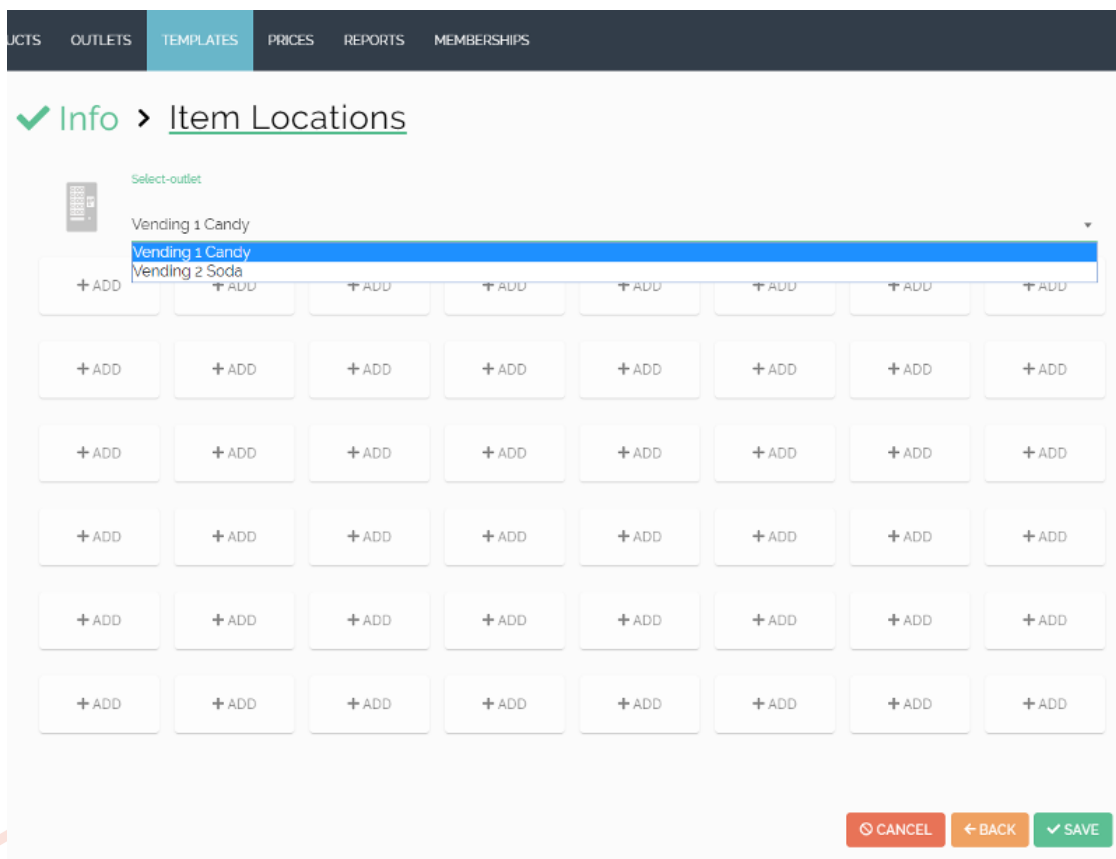 UCTS OUTLETS TEMPLATES PRICES REPORTS MEMBERSHIPS
Info > Item Locations
Select-outlet
Vending 1 Candy
Vending 1 Candy
Vending 2 Soda
+ ADD + ADD + ADD + ADD + ADD + ADD + ADD + ADD
+ ADD + ADD + ADD + ADD + ADD + ADD + ADD + ADD
+ ADD + ADD + ADD + ADD + ADD + ADD + ADD + ADD
+ ADD + ADD + ADD + ADD + ADD + ADD + ADD + ADD
+ ADD + ADD + ADD + ADD + ADD + ADD + ADD + ADD
+ ADD + ADD + ADD + ADD + ADD + ADD + ADD + ADD
CANCEL BACK SAVE